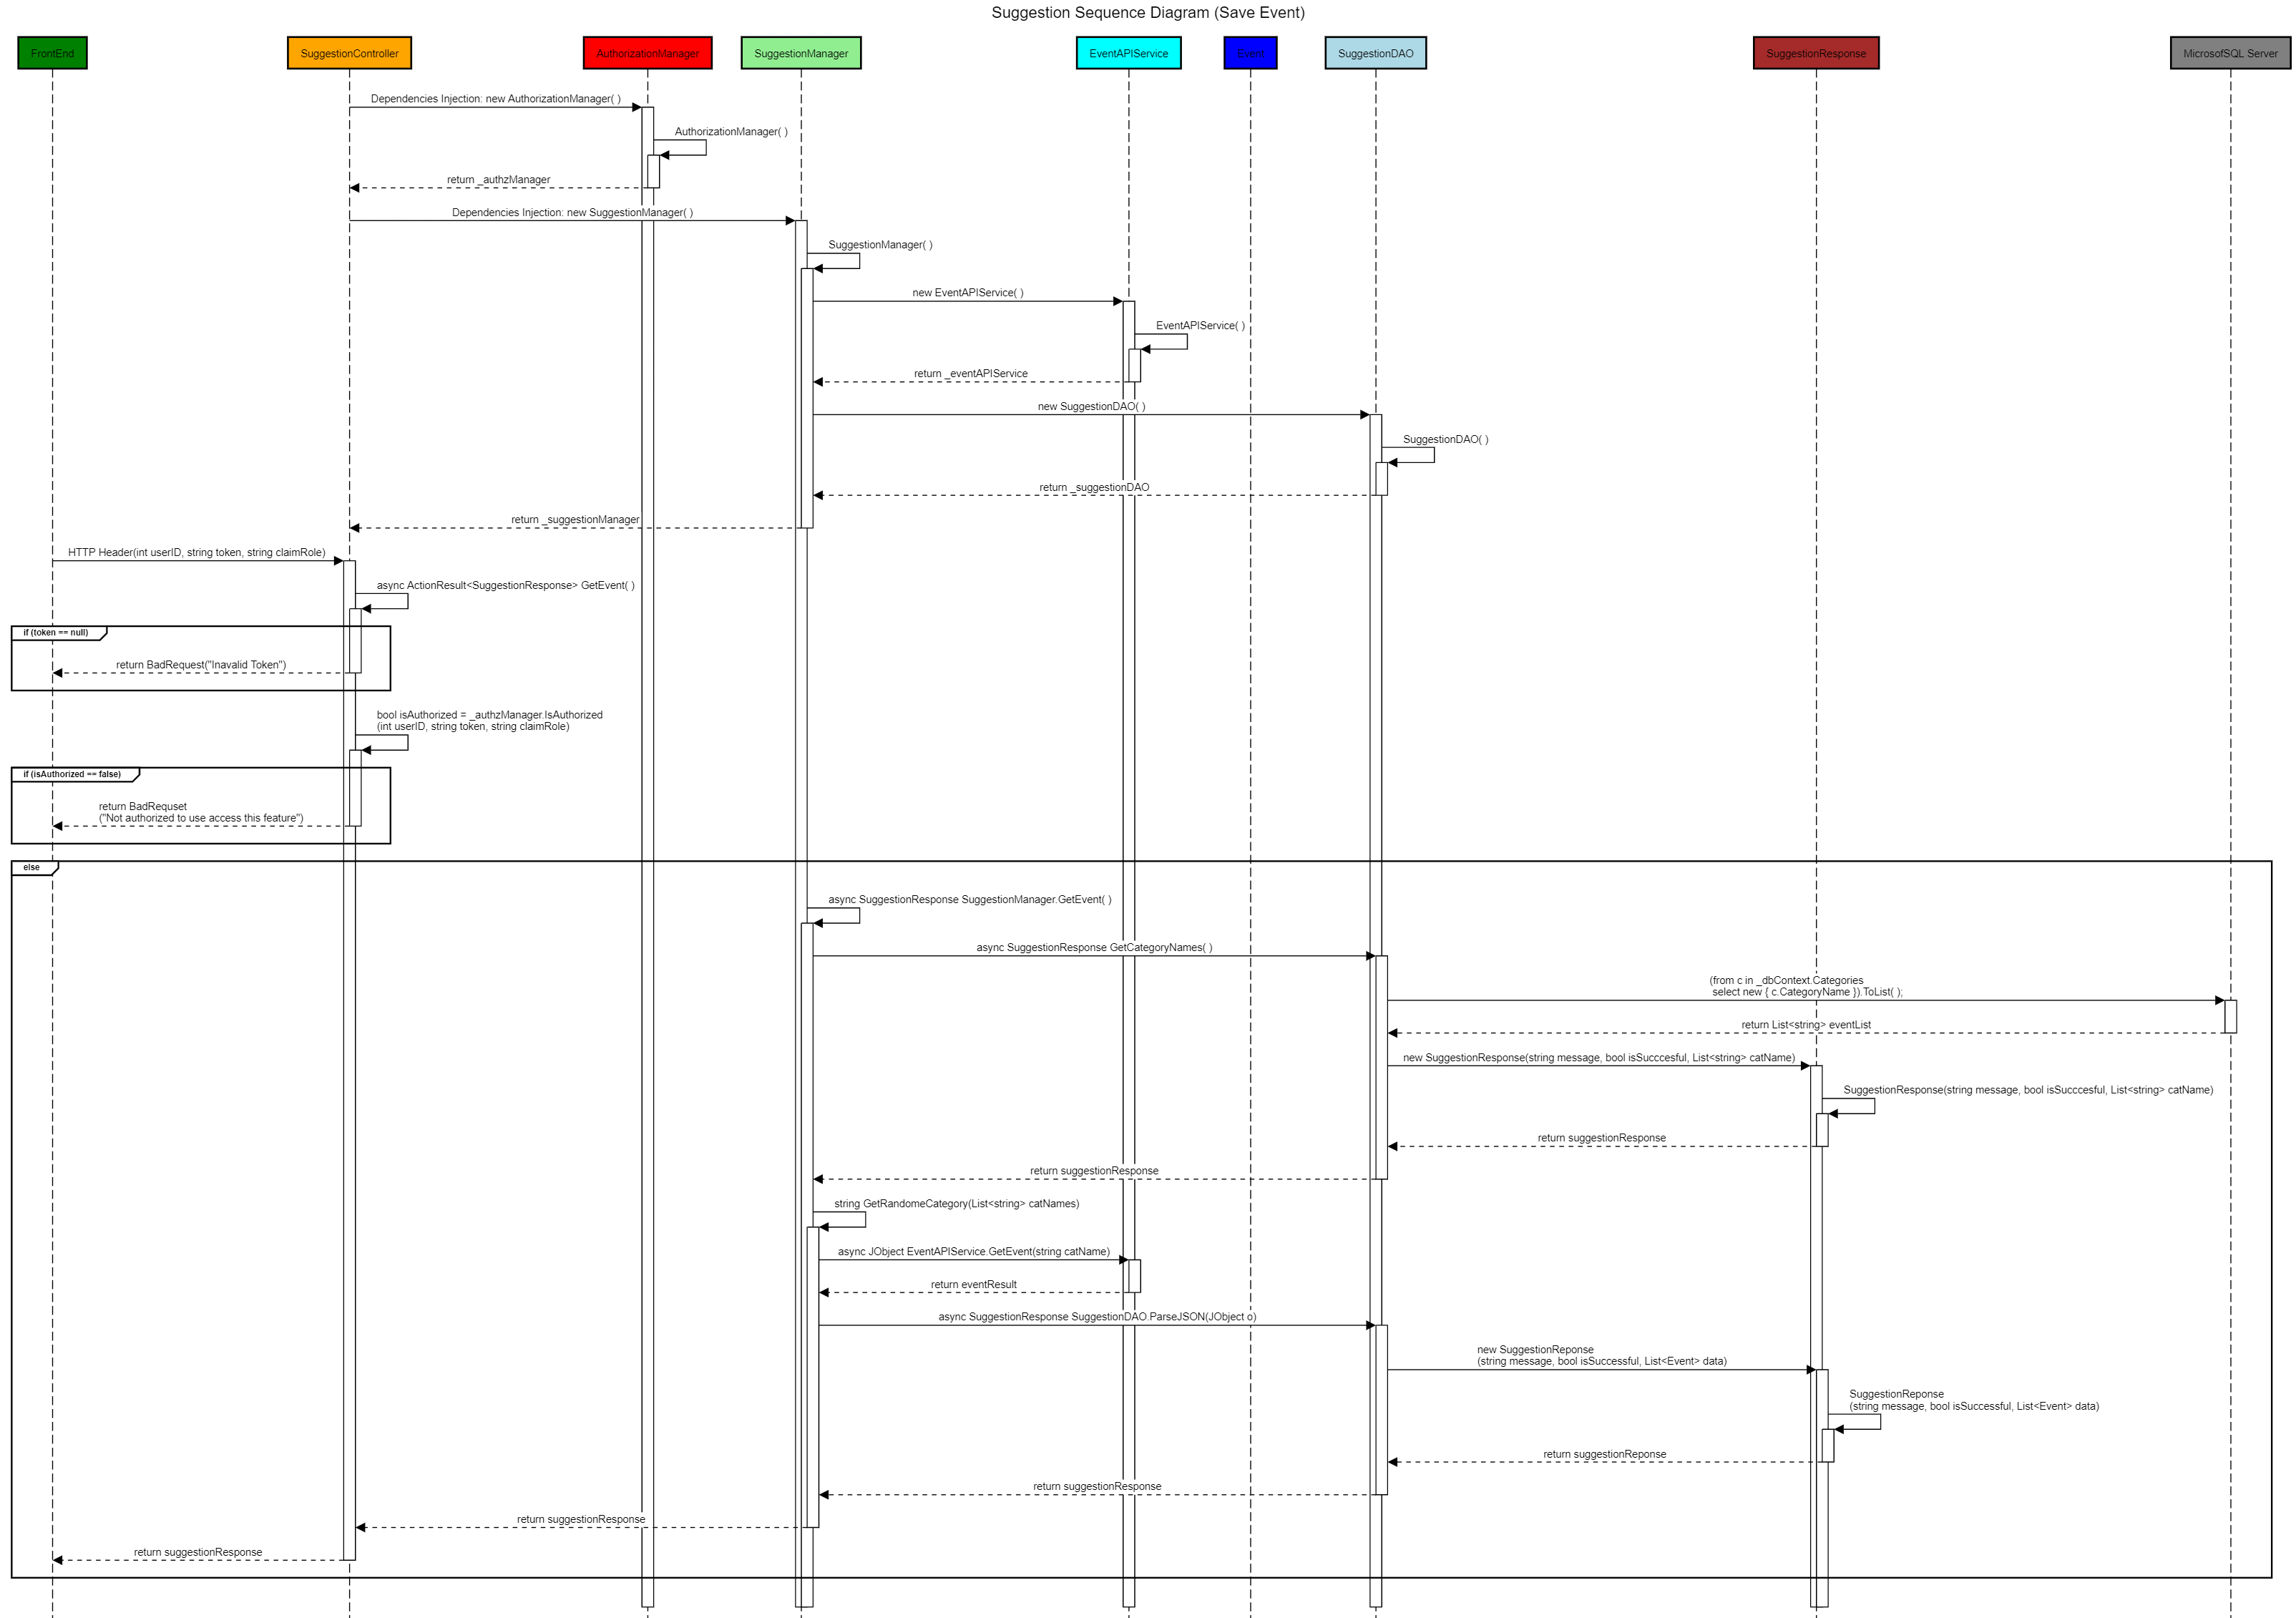 Suggestion Sequence Diagram (Save Event)
FrontEnd
SuggestionController
AuthorizationManager
SuggestionManager
EventAPIService
Event
SuggestionDAO
SuggestionResponse
MicrosofSQL Server
Dependencies Injection: new AuthorizationManager( )
AuthorizationManager( )
return _authzManager
Dependencies Injection: new SuggestionManager( )
SuggestionManager( )
new EventAPIService( )
EventAPIService( )
return _eventAPIService
new SuggestionDAO( )
SuggestionDAO( )
return _suggestionDAO
return _suggestionManager
HTTP Header(int userID, string token, string claimRole)
async ActionResult<SuggestionResponse> GetEvent( )
if (token == null)
return BadRequest("Inavalid Token")
bool isAuthorized = _authzManager.IsAuthorized
(int userID, string token, string claimRole)
if (isAuthorized == false)
return BadRequset
("Not authorized to use access this feature")
else
async SuggestionResponse SuggestionManager.GetEvent( )
async SuggestionResponse GetCategoryNames( )
(from c in _dbContext.Categories
select new { c.CategoryName }).ToList( );
return List<string> eventList
new SuggestionResponse(string message, bool isSucccesful, List<string> catName)
SuggestionResponse(string message, bool isSucccesful, List<string> catName)
return suggestionResponse
return suggestionResponse
string GetRandomeCategory(List<string> catNames)
async JObject EventAPIService.GetEvent(string catName)
return eventResult
async SuggestionResponse SuggestionDAO.ParseJSON(JObject o)
new SuggestionReponse
(string message, bool isSuccessful, List<Event> data)
SuggestionReponse
(string message, bool isSuccessful, List<Event> data)
return suggestionReponse
return suggestionResponse
return suggestionResponse
return suggestionResponse